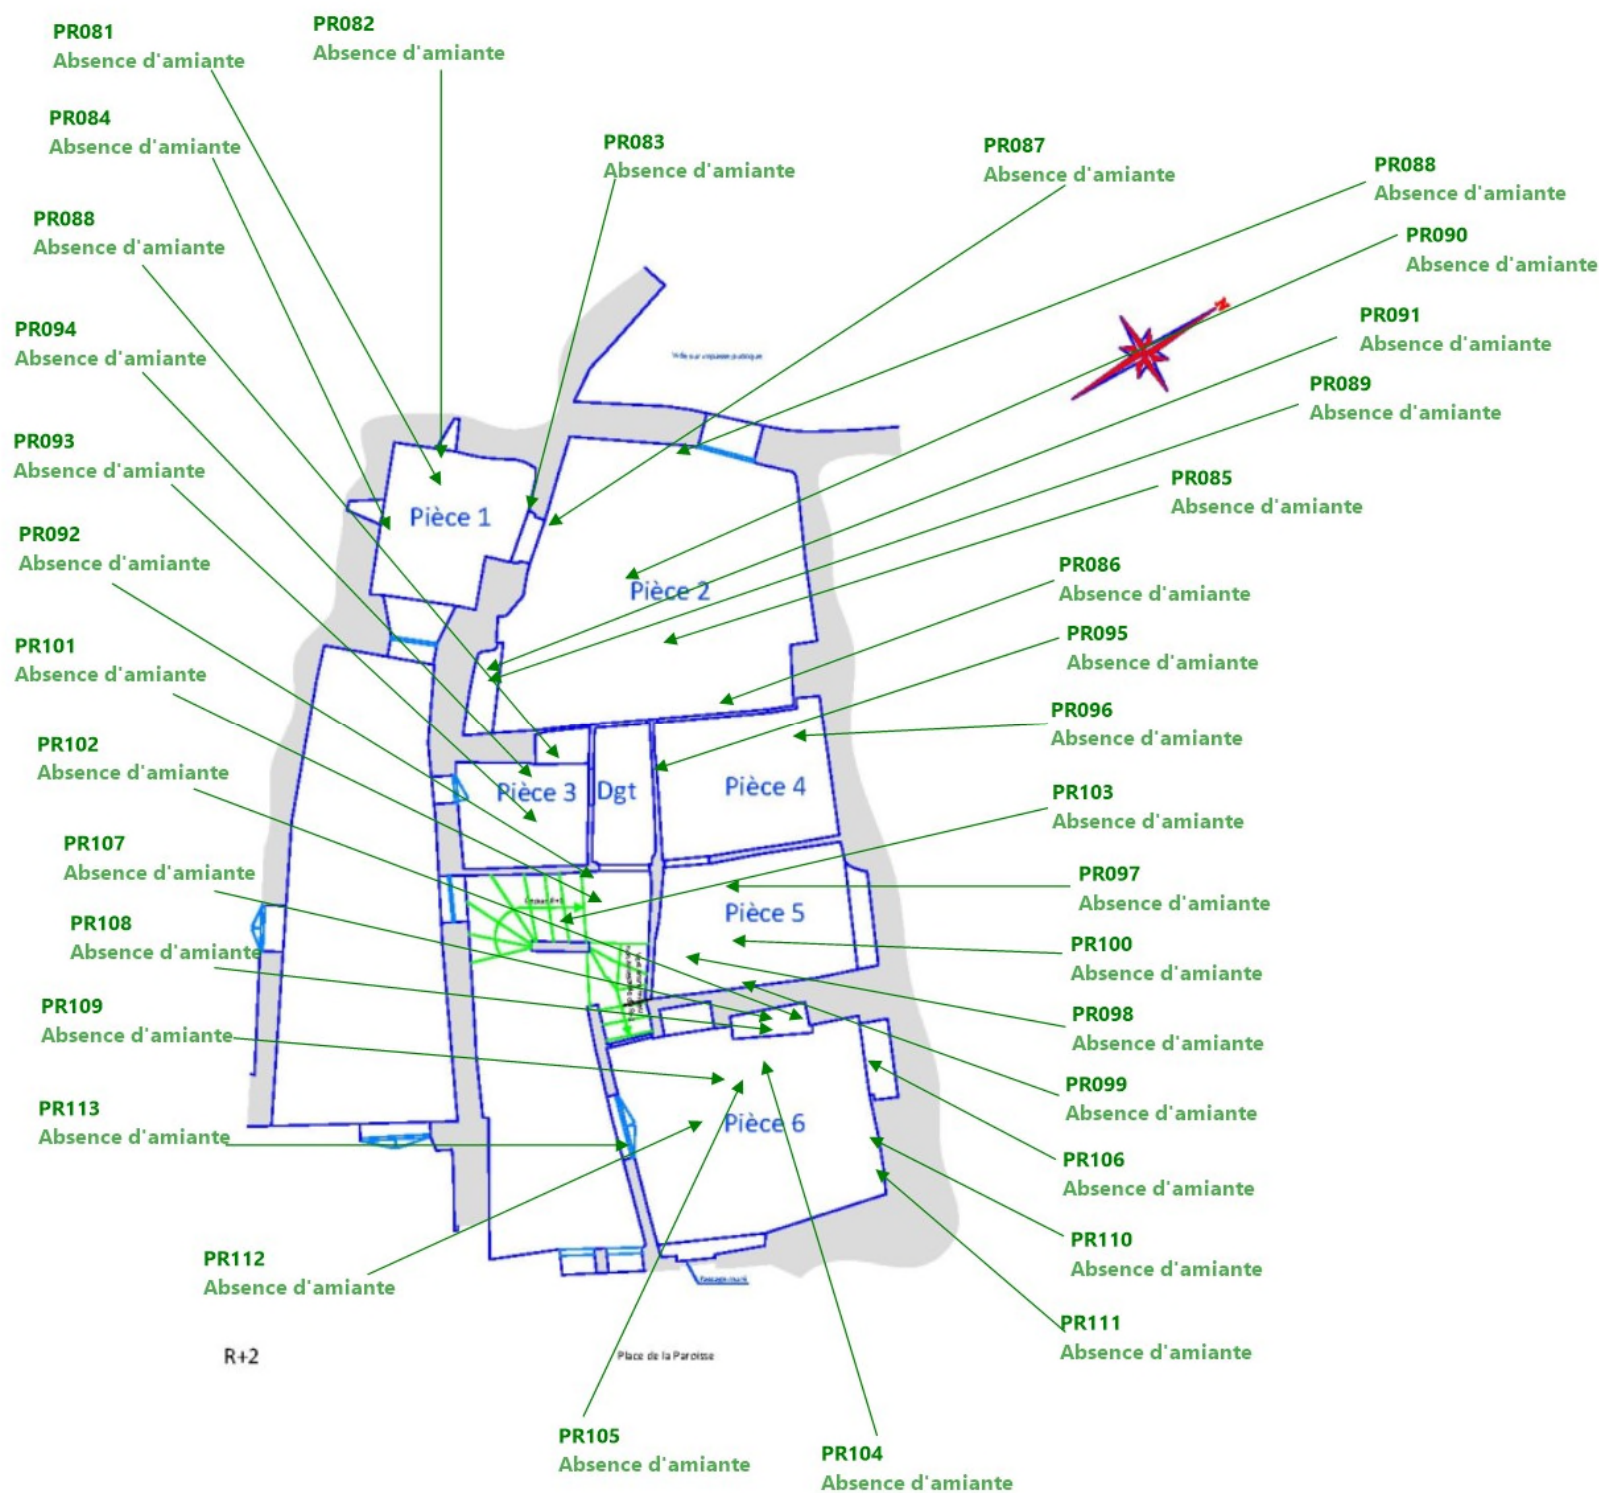 PR081
Absence d'amiante
PR082
Absence d'amiante
PR084
Absence d'amiante
PR083
Absence d'amiante
PR087
Absence d'amiante
PR088
Absence d'amiante
PR088
Absence d'amiante
PR090
Absence d'amiante
PR094
Absence d'amiante
PR091
Absence d'amiante
PR089
Absence d'amiante
PR093
Absence d'amiante
PR085
Absence d'amiante
PR092
Absence d'amiante
PR086
Absence d'amiante
PR101
Absence d'amiante
PR095
Absence d'amiante
PR096
Absence d'amiante
PR102
Absence d'amiante
PR103
Absence d'amiante
PR107
Absence d'amiante
PR097
Absence d'amiante
PR108
Absence d'amiante
PR100
Absence d'amiante
PR109
Absence d'amiante
PR098
Absence d'amiante
PR099
Absence d'amiante
PR113
Absence d'amiante
PR106
Absence d'amiante
PR110
Absence d'amiante
PR112
Absence d'amiante
PR111
Absence d'amiante
PR105
Absence d'amiante
PR104
Absence d'amiante
N
Pièce 1
Pièce 2
Pièce 3
Dgt
Pièce 4
Pièce 5
Pièce 6
R+2
Place de la Paroisse